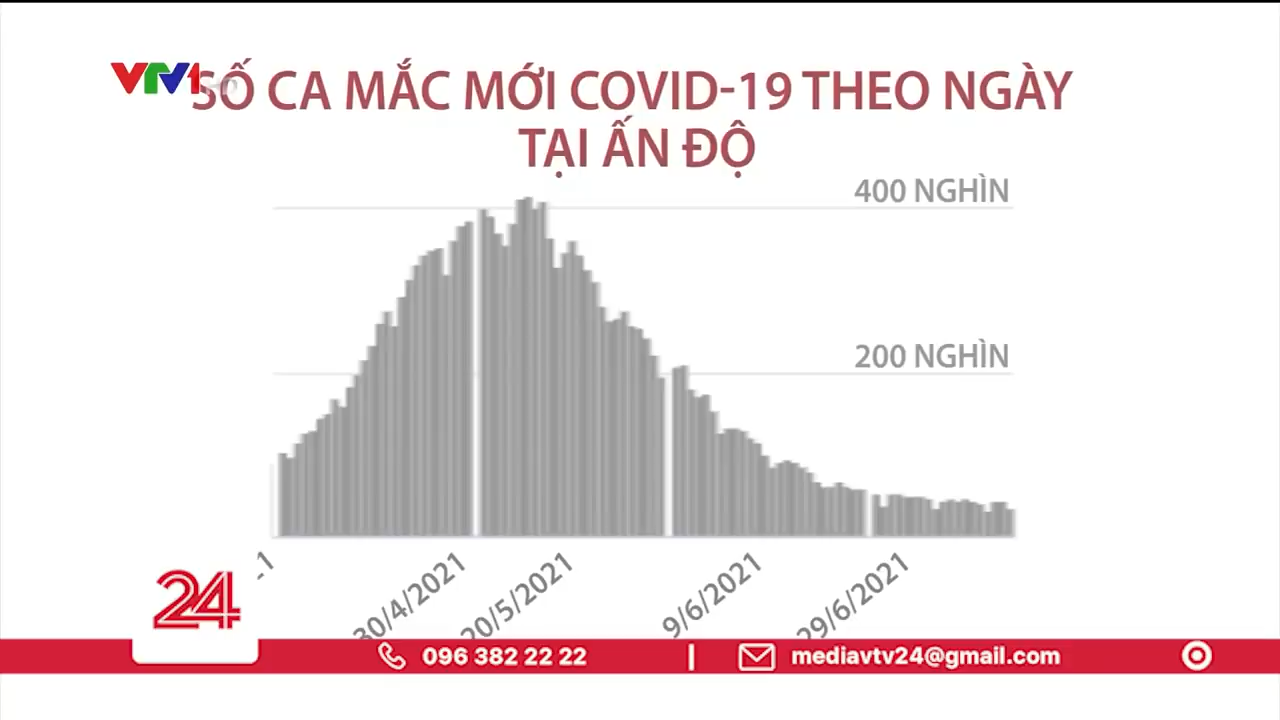 VTV1
SỐ CA MẮC MỚI COVID-19 THEO NGÀY
TẠI ẤN ĐỘ
400 NGHÌN
200 NGHÌN
30/4/2021
20/5/2021
9/6/2021
29/6/2021
24
096 382 22 22 | mediavtv24@gmail.com